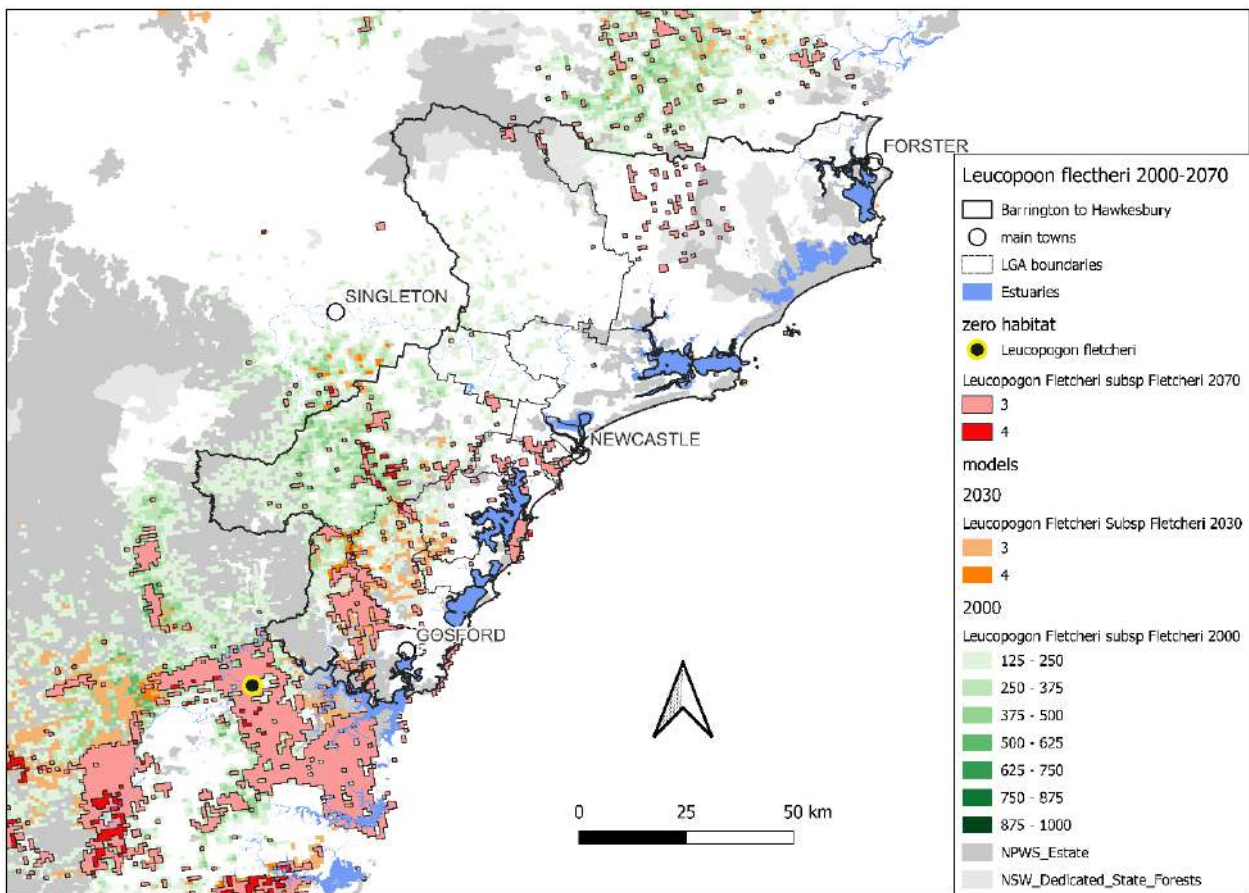 FORSTER
SINGLETON
NEWCASTLE
GOSFORD
0 25 50 km
Leucopoon flectheri 2000-2070
Barrington to Hawkesbury
main towns
LGA boundaries
Estuaries
zero habitat
Leucopogon fletcheri
Leucopogon Fletcheri subsp Fletcheri 2070
3
4
models
2030
Leucopogon Fletcheri Subsp Fletcheri 2030
3
4
2000
Leucopogon Fletcheri subsp Fletcheri 2000
125 - 250
250 - 375
375 - 500
500 - 625
625 - 750
750 - 875
875 - 1000
NPWS_Estate
NSW_Dedicated_State_Forests